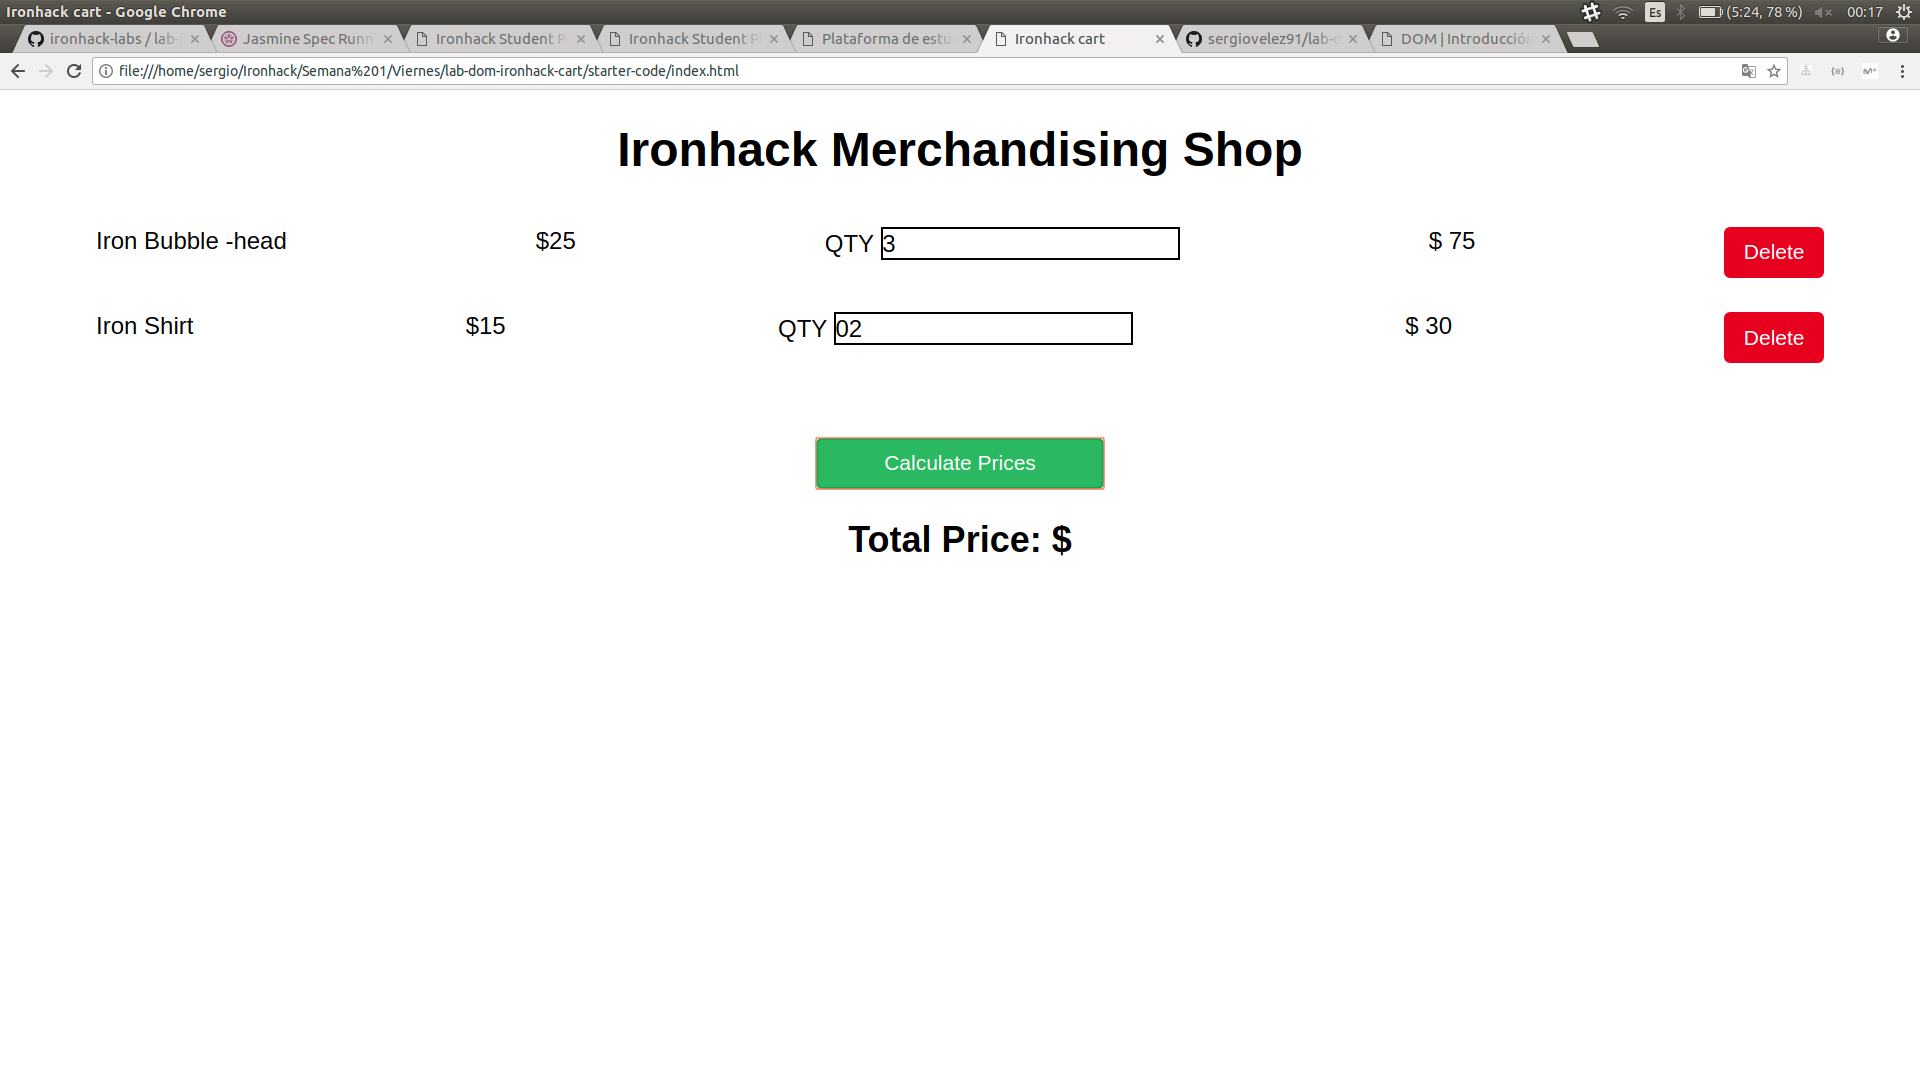 Ironhack cart - Google Chrome
Es (5:24, 78 %) 00:17
ironhack-labs / lab- Jasmine Spec Runn Ironhack Student P Ironhack Student P Plataforma de estu Ironhack cart sergiovelez91/lab- DOM | Introducción
file:///home/sergio/Ironhack/Semana%201/Viernes/lab-dom-ironhack-cart/starter-code/index.html
Ironhack Merchandising Shop
Iron Bubble -head $25 QTY 3 $ 75 Delete
Iron Shirt $15 QTY 02 $ 30 Delete
Calculate Prices
Total Price: $